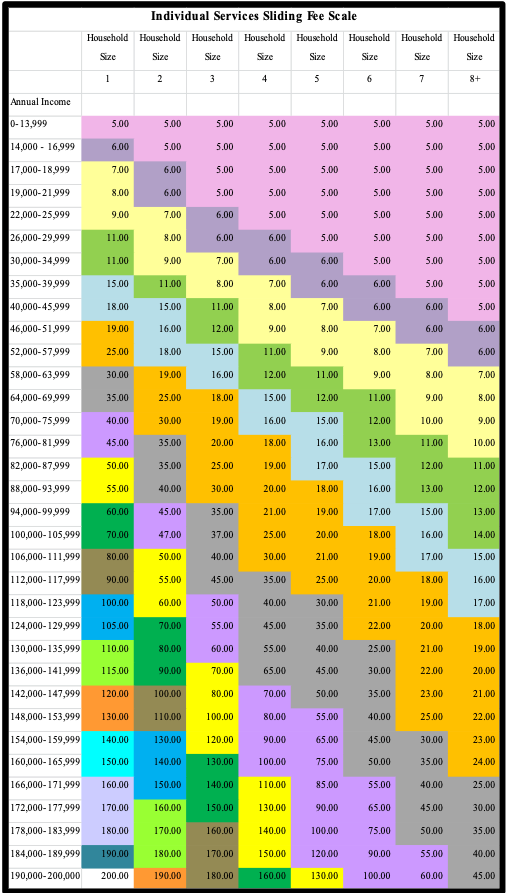 Individual Services Sliding Fee Scale
Household Household Household Household Household Household Household Household
Size Size Size Size Size Size Size Size
1 2 3 4 5 6 7 8+
Annual Income
0-13,999 5.00 5.00 5.00 5.00 5.00 5.00 5.00 5.00
14,000 - 16,999 6.00 5.00 5.00 5.00 5.00 5.00 5.00 5.00
17,000-18,999 7.00 6.00 5.00 5.00 5.00 5.00 5.00 5.00
19,000-21,999 8.00 6.00 5.00 5.00 5.00 5.00 5.00 5.00
22,000-25,999 9.00 7.00 6.00 5.00 5.00 5.00 5.00 5.00
26,000-29,999 11.00 8.00 6.00 6.00 5.00 5.00 5.00 5.00
30,000-34,999 11.00 9.00 7.00 6.00 6.00 5.00 5.00 5.00
35,000-39,999 15.00 11.00 8.00 7.00 6.00 6.00 5.00 5.00
40,000-45,999 18.00 15.00 11.00 8.00 7.00 6.00 6.00 5.00
46,000-51,999 19.00 16.00 12.00 9.00 8.00 7.00 6.00 6.00
52,000-57,999 25.00 18.00 15.00 11.00 9.00 8.00 7.00 6.00
58,000-63,999 30.00 19.00 16.00 12.00 11.00 9.00 8.00 7.00
64,000-69,999 35.00 25.00 18.00 15.00 12.00 11.00 9.00 8.00
70,000-75,999 40.00 30.00 19.00 16.00 15.00 12.00 10.00 9.00
76,000-81,999 45.00 35.00 20.00 18.00 16.00 13.00 11.00 10.00
82,000-87,999 50.00 35.00 25.00 19.00 17.00 15.00 12.00 11.00
88,000-93,999 55.00 40.00 30.00 20.00 18.00 16.00 13.00 12.00
94,000-99,999 60.00 45.00 35.00 21.00 19.00 17.00 15.00 13.00
100,000-105,999 70.00 47.00 37.00 25.00 20.00 18.00 16.00 14.00
106,000-111,999 80.00 50.00 40.00 30.00 21.00 19.00 17.00 15.00
112,000-117,999 90.00 55.00 45.00 35.00 25.00 20.00 18.00 16.00
118,000-123,999 100.00 60.00 50.00 40.00 30.00 21.00 19.00 17.00
124,000-129,999 105.00 70.00 55.00 45.00 35.00 22.00 20.00 18.00
130,000-135,999 110.00 80.00 60.00 55.00 40.00 25.00 21.00 19.00
136,000-141,999 115.00 90.00 70.00 65.00 45.00 30.00 22.00 20.00
142,000-147,999 120.00 100.00 80.00 70.00 50.00 35.00 23.00 21.00
148,000-153,999 130.00 110.00 100.00 80.00 55.00 40.00 25.00 22.00
154,000-159,999 140.00 130.00 120.00 90.00 65.00 45.00 30.00 23.00
160,000-165,999 150.00 140.00 130.00 100.00 75.00 50.00 35.00 24.00
166,000-171,999 160.00 150.00 140.00 110.00 85.00 55.00 40.00 25.00
172,000-177,999 170.00 160.00 150.00 130.00 90.00 65.00 45.00 30.00
178,000-183,999 180.00 170.00 160.00 140.00 100.00 75.00 50.00 35.00
184,000-189,999 190.00 180.00 170.00 150.00 120.00 90.00 55.00 40.00
190,000-200,000 200.00 190.00 180.00 160.00 130.00 100.00 60.00 45.00